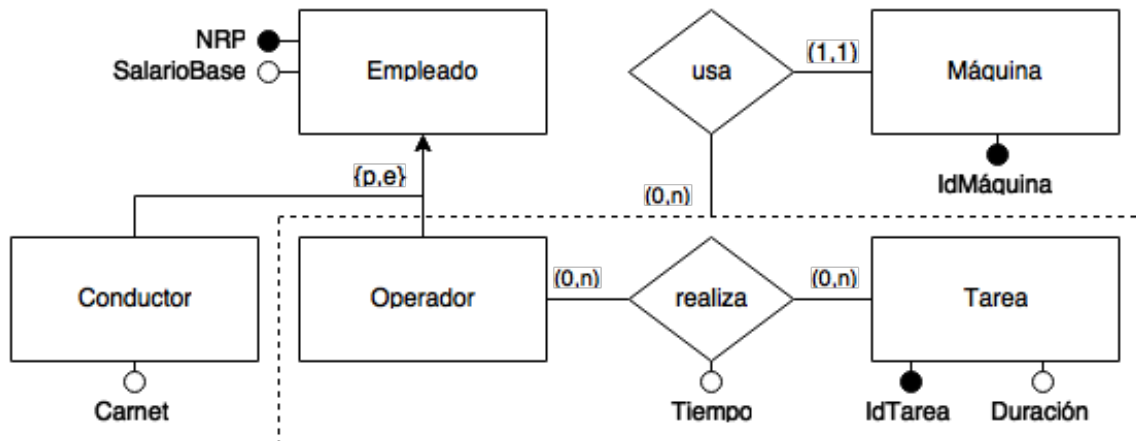 NRP
SalarioBase
Empleado
usa
(1,1)
Máquina
IdMáquina
{p,e}
(0,n)
Conductor
Operador
(0,n)
realiza
(0,n)
Tarea
Carnet
Tiempo
IdTarea
Duración